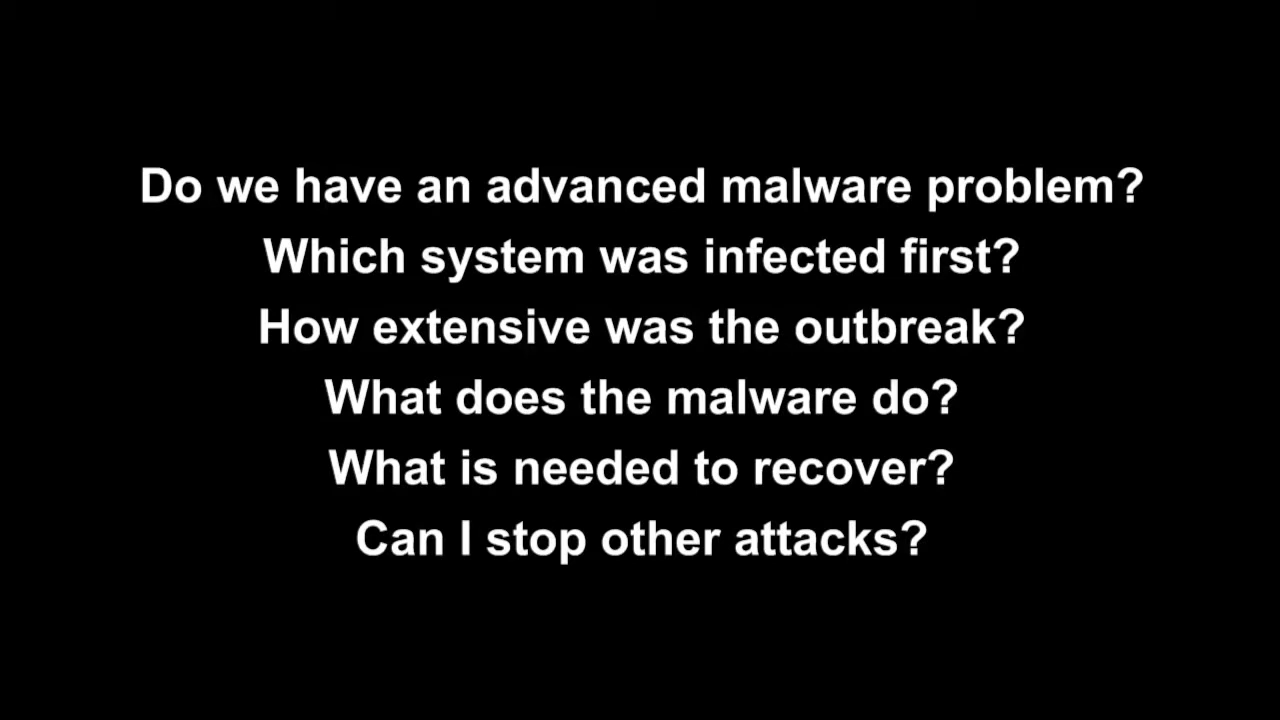 Do we have an advanced malware problem?
Which system was infected first?
How extensive was the outbreak?
What does the malware do?
What is needed to recover?
Can I stop other attacks?